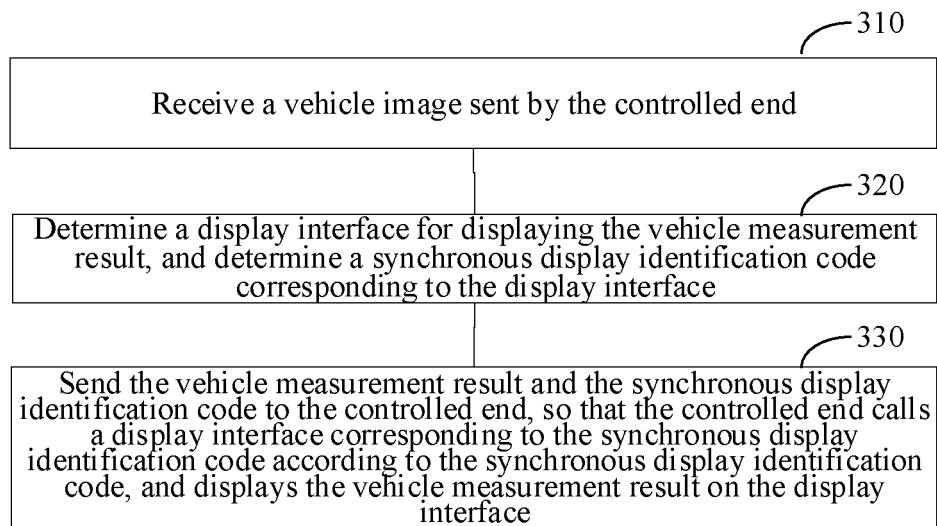 310
Receive a vehicle image sent by the controlled end
320
Determine a display interface for displaying the vehicle measurement
result, and determine a synchronous display identification code
corresponding to the display interface
330
Send the vehicle measurement result and the synchronous display
identification code to the controlled end, so that the controlled end calls
a display interface corresponding to the synchronous display
identification code according to the synchronous display identification
code, and displays the vehicle measurement result on the display
interface